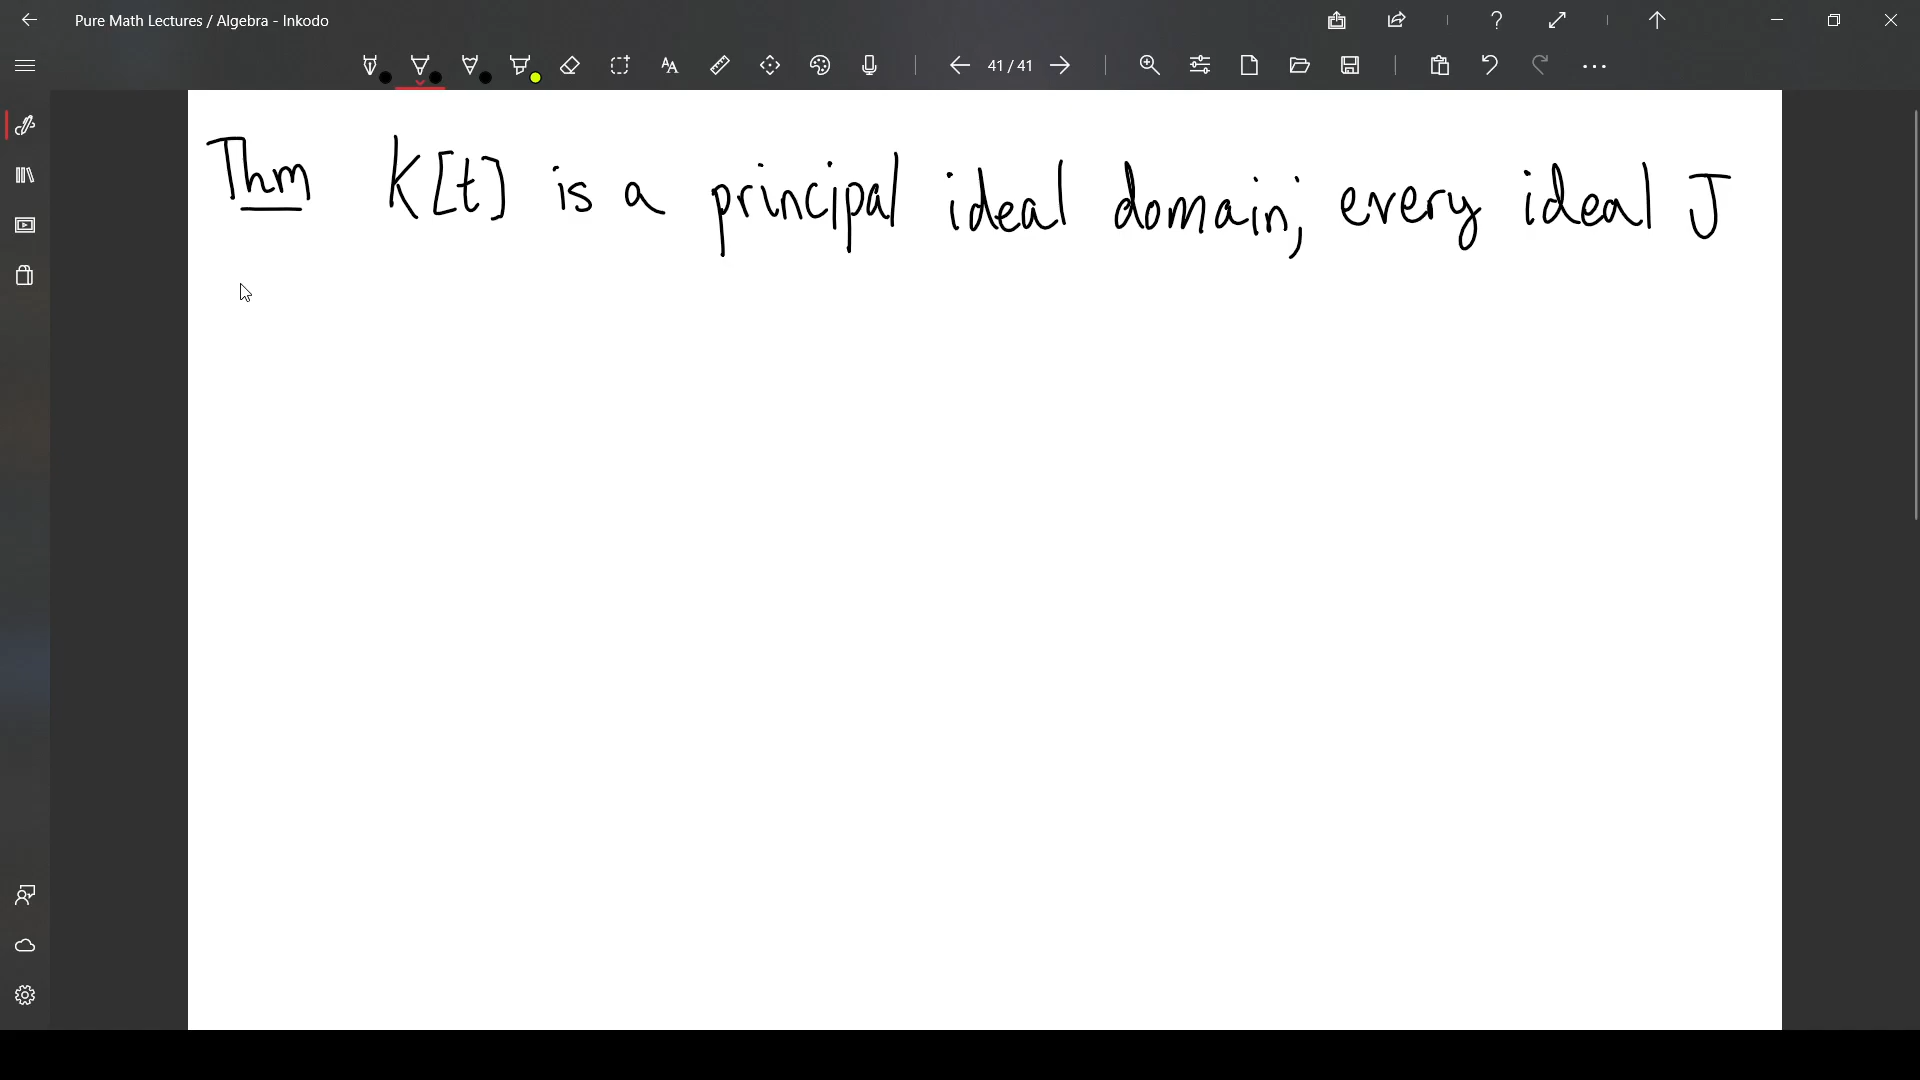 Pure Math Lectures / Algebra - Inkodo
41 / 41
Thm K[t] is a principal ideal domain; every ideal J